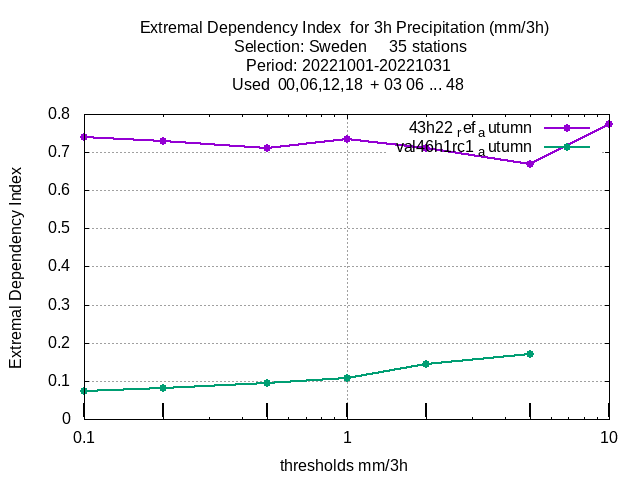 Extremal Dependency Index  for 3h Precipitation (mm/3h)
Selection: Sweden     35 stations
Period: 20221001-20221031
Used  00,06,12,18  + 03 06 ... 48
43h22_ref_autumn
val46h1rc1_autumn
Extremal Dependency Index
0.8
0.7
0.6
0.5
0.4
0.3
0.2
0.1
0
0.1 1 10
thresholds mm/3h